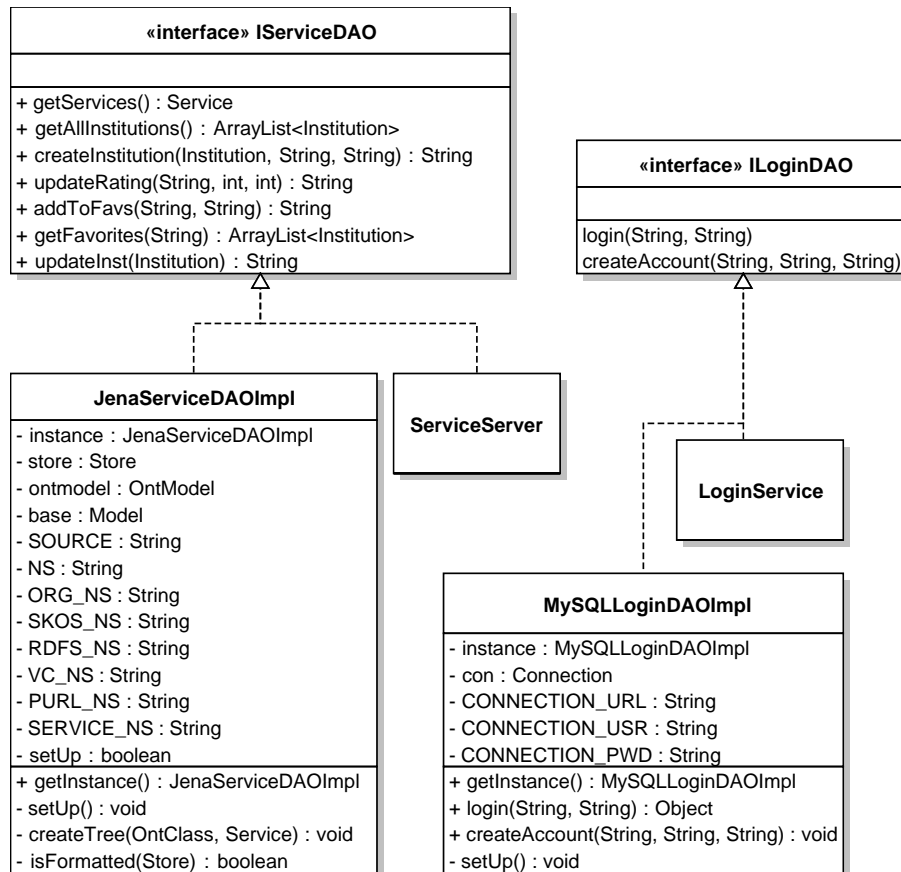 «interface» IServiceDAO
+ getServices() : Service
+ getAllInstitutions() : ArrayList<Institution>
+ createInstitution(Institution, String, String) : String
+ updateRating(String, int, int) : String
+ addToFavs(String, String) : String
+ getFavorites(String) : ArrayList<Institution>
+ updateInst(Institution) : String
«interface» ILoginDAO
login(String, String)
createAccount(String, String, String)
JenaServiceDAOImpl
- instance : JenaServiceDAOImpl
- store : Store
- ontmodel : OntModel
- base : Model
- SOURCE : String
- NS : String
- ORG_NS : String
- SKOS_NS : String
- RDFS_NS : String
- VC_NS : String
- PURL_NS : String
- SERVICE_NS : String
- setUp : boolean
+ getInstance() : JenaServiceDAOImpl
- setUp() : void
- createTree(OntClass, Service) : void
- isFormatted(Store) : boolean
ServiceServer
LoginService
MySQLLoginDAOImpl
- instance : MySQLLoginDAOImpl
- con : Connection
- CONNECTION_URL : String
- CONNECTION_USR : String
- CONNECTION_PWD : String
+ getInstance() : MySQLLoginDAOImpl
+ login(String, String) : Object
+ createAccount(String, String, String) : void
- setUp() : void